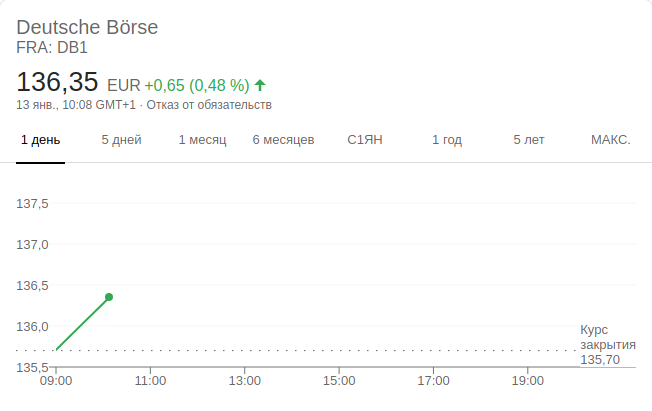 Deutsche Börse
FRA: DB1
136,35 EUR +0,65 (0,48 %)
13 янв., 10:08 GMT+1 · Отказ от обязательств
1 день 5 дней 1 месяц 6 месяцев С1ЯН 1 год 5 лет МАКС.
137,5
137,0
136,5
136,0
135,5
Курс
закрытия
135,70
09:00 11:00 13:00 15:00 17:00 19:00